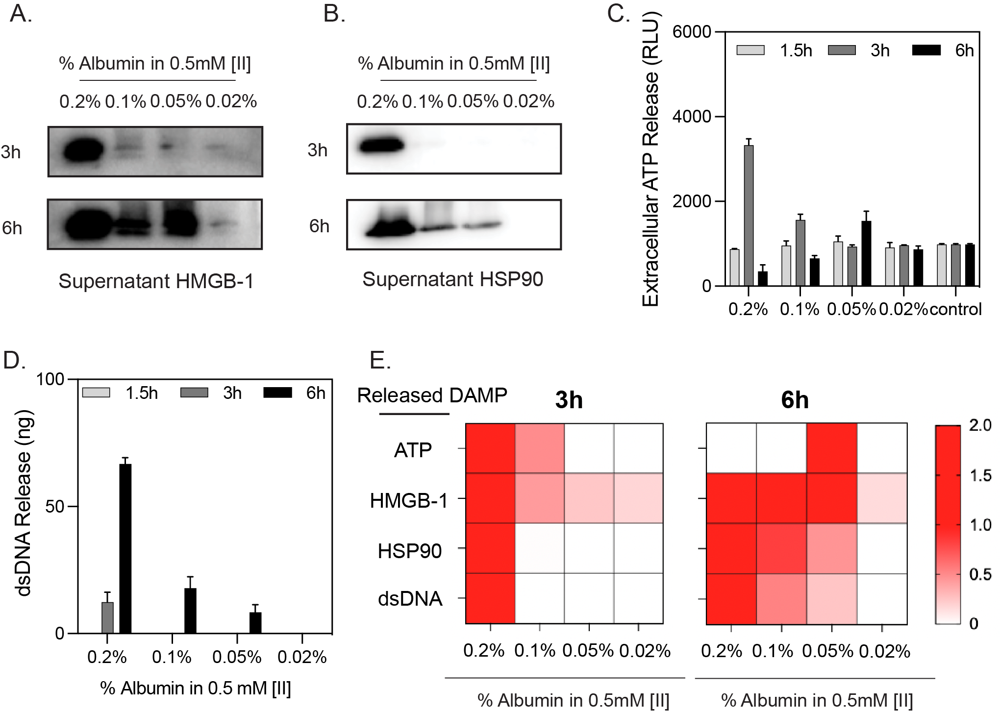 A.
% Albumin in 0.5mM [II]
0.2% 0.1% 0.05% 0.02%
3h
6h
Supernatant HMGB-1
B.
% Albumin in 0.5mM [II]
0.2% 0.1% 0.05% 0.02%
3h
6h
Supernatant HSP90
C.
Extracellular ATP Release (RLU)
6000
4000
2000
0
1.5h 3h 6h
0.2% 0.1% 0.05% 0.02% control
D.
dsDNA Release (ng)
100
50
0
1.5h 3h 6h
0.2% 0.1% 0.05% 0.02%
% Albumin in 0.5 mM [II]
E.
Released DAMP
3h
6h
ATP
HMGB-1
HSP90
dsDNA
2.0
1.5
1.0
0.5
0
0.2% 0.1% 0.05% 0.02%
0.2% 0.1% 0.05% 0.02%
% Albumin in 0.5mM [II]
% Albumin in 0.5mM [II]